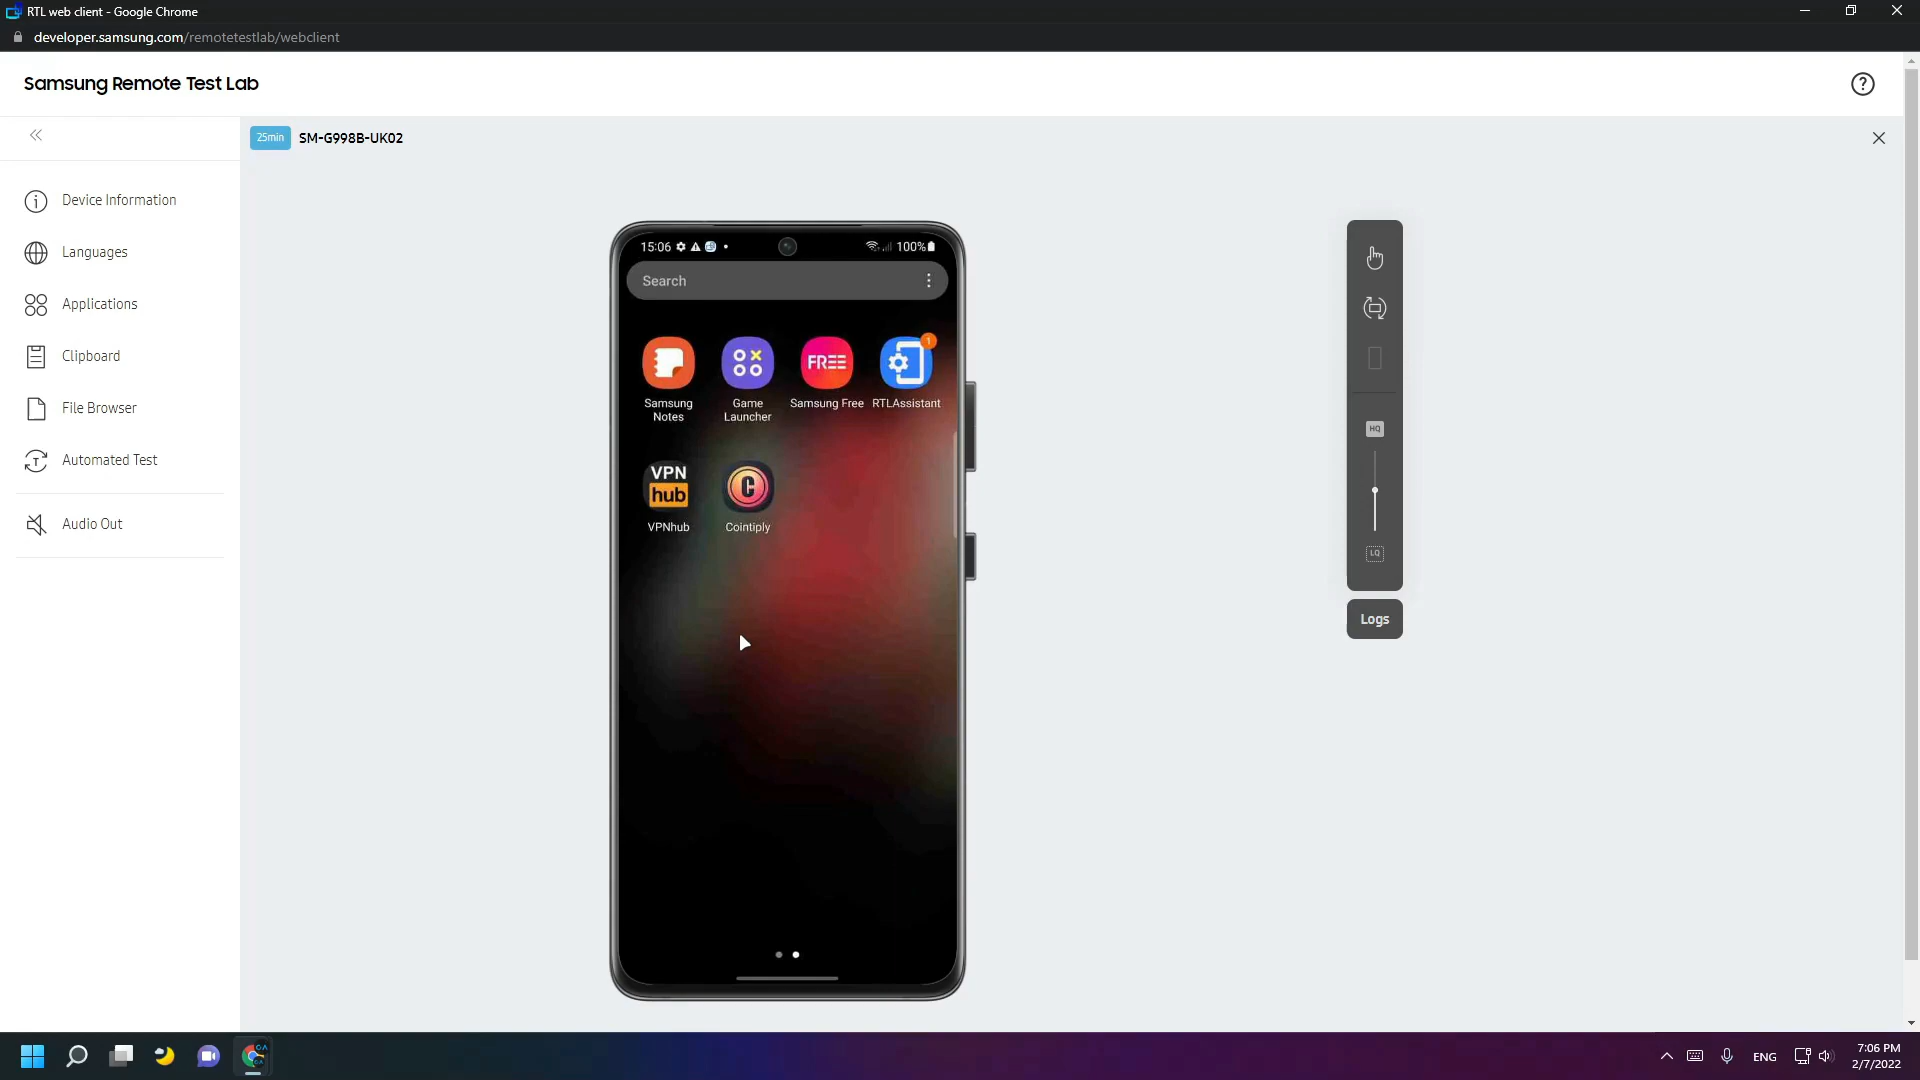 RTL web client - Google Chrome
developer.samsung.com/remotetestlab/webclient
Samsung Remote Test Lab
?
25min SM-G998B-UK02
Device Information
Languages
Applications
Clipboard
File Browser
Automated Test
Audio Out
15:06 100%
Search
FREE
1
Samsung Notes
Game Launcher
Samsung Free
RTLAssistant
VPN
hub
C
VPNhub
Cointiply
HQ
LQ
Logs
ENG
7:06 PM
2/7/2022